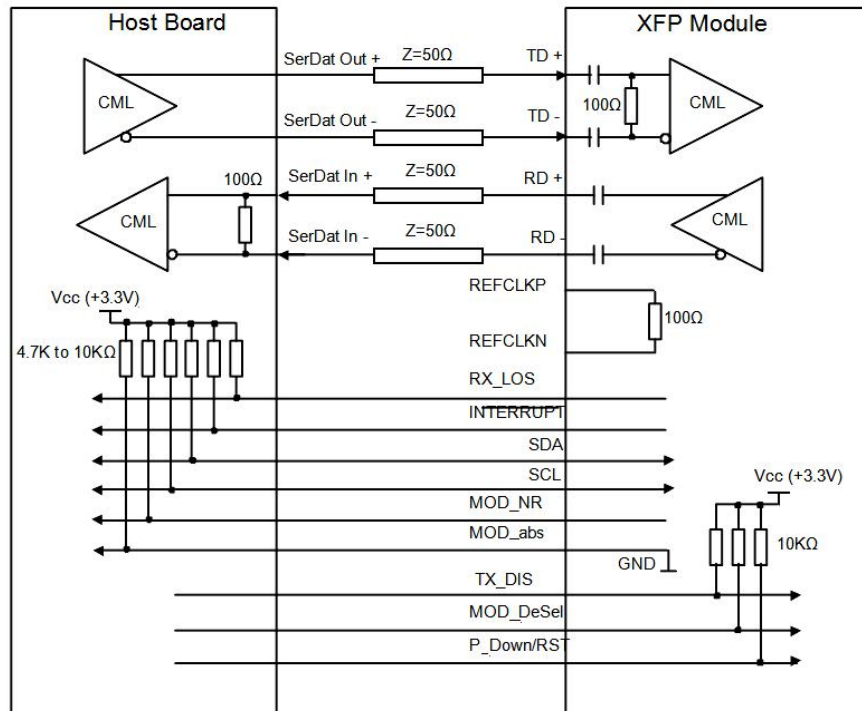 Host Board
XFP Module
SerDat Out +
Z=50Ω
TD +
CML
100Ω
CML
SerDat Out -
Z=50Ω
TD -
100Ω
SerDat In +
Z=50Ω
RD +
CML
CML
SerDat In -
Z=50Ω
RD -
REFCLKP
Vcc (+3.3V)
100Ω
4.7K to 10KΩ
REFCLKN
RX_LOS
INTERRUPT
SDA
SCL
Vcc (+3.3V)
MOD_NR
MOD_abs
10KΩ
GND
TX_DIS
MOD_DeSel
P_Down/RST